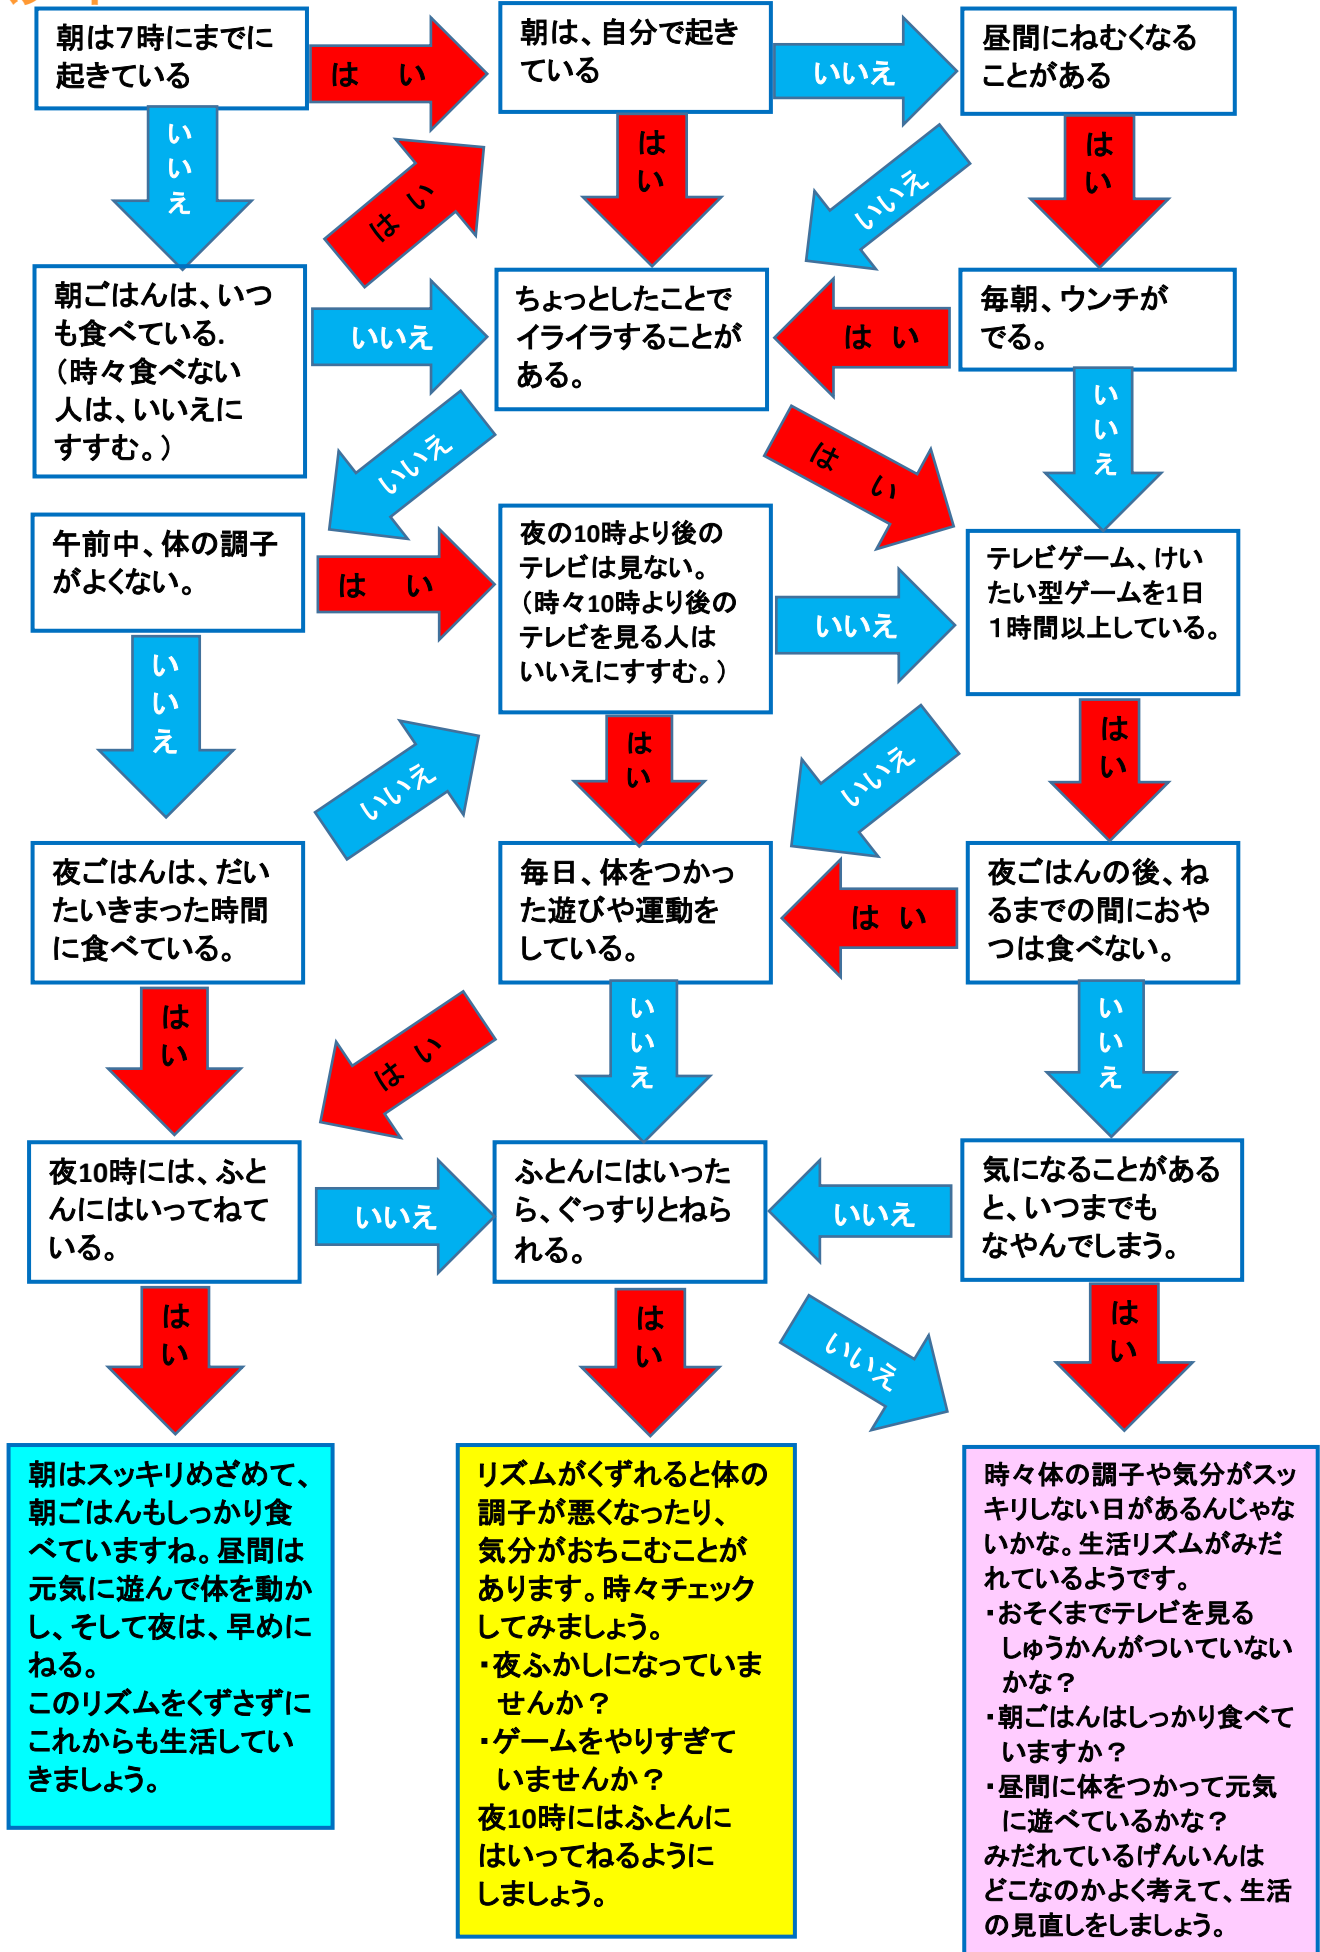 朝は7時にまでに
起きている
は い
朝は、自分で起き
ている
いいえ
昼間にねむくなる
ことがある
いいえ
はい
はい
いいえ
はい
朝ごはんは、いつ
も食べている.
（時々食べない
人は、いいえに
すすむ。）
いいえ
ちょっとしたことで
イライラすることが
ある。
は い
毎朝、ウンチが
でる。
いいえ
は い
いいえ
午前中、体の調子
がよくない。
は い
夜の10時より後の
テレビは見ない。
（時々10時より後の
テレビを見る人は
いいえにすすむ。）
いいえ
テレビゲーム、けい
たい型ゲームを1日
１時間以上している。
いいえ
いいえ
はい
いいえ
はい
夜ごはんは、だい
たいきまった時間
に食べている。
毎日、体をつかっ
た遊びや運動を
している。
は い
夜ごはんの後、ね
るまでの間におや
つは食べない。
はい
は い
いいえ
いいえ
夜10時には、ふと
んにはいってねて
いる。
いいえ
ふとんにはいった
ら、ぐっすりとねら
れる。
いいえ
気になることがある
と、いつまでも
なやんでしまう。
はい
はい
いいえ
はい
朝はスッキリめざめて、
朝ごはんもしっかり食
べていますね。昼間は
元気に遊んで体を動か
し、そして夜は、早めに
ねる。
このリズムをくずさずに
これからも生活してい
きましょう。
リズムがくずれると体の
調子が悪くなったり、
気分がおちこむことが
あります。時々チェック
してみましょう。
・夜ふかしになっていま
せんか？
・ゲームをやりすぎて
いませんか？
夜10時にはふとんに
はいってねるように
しましょう。
時々体の調子や気分がスッ
キリしない日があるんじゃな
いかな。生活リズムがみだ
れているようです。
・おそくまでテレビを見る
しゅうかんがついていない
かな？
・朝ごはんはしっかり食べて
いますか？
・昼間に体をつかって元気
に遊べているかな？
みだれているげんいんは
どこなのかよく考えて、生活
の見直しをしましょう。